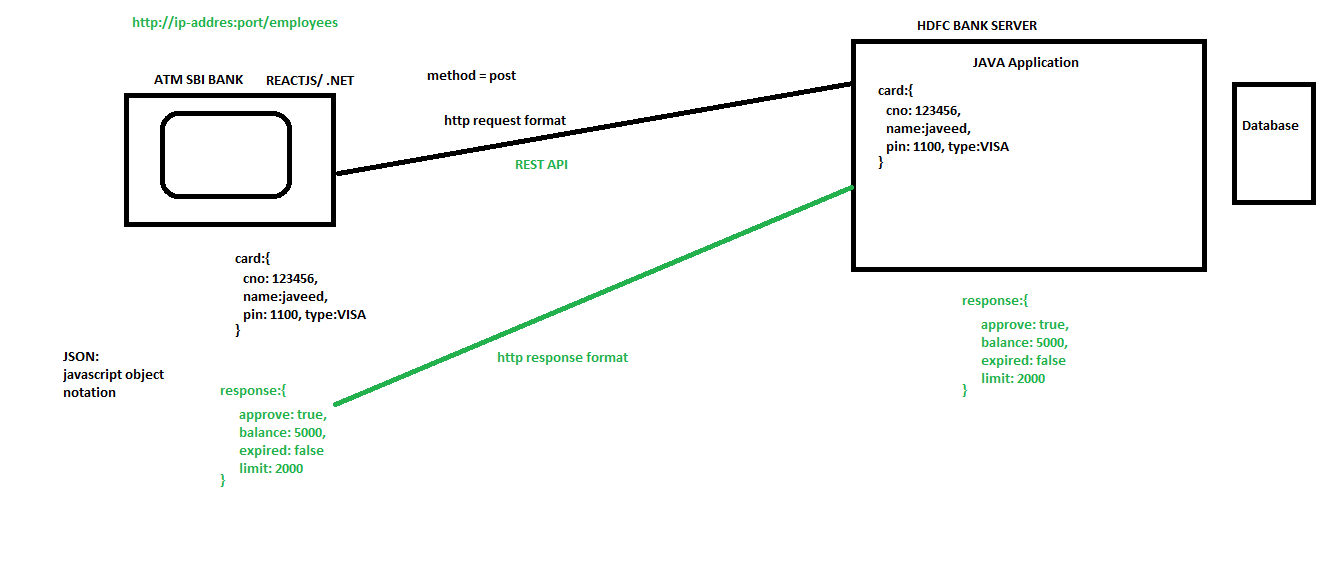 http://ip-addres:port/employees
HDFC BANK SERVER
ATM SBI BANK
REACTJS/ .NET
method = post
http request format
REST API
JAVA Application
card:{
cno: 123456,
name:javeed,
pin: 1100, type:VISA
}
Database
card:{
cno: 123456,
name:javeed,
pin: 1100, type:VISA
}
JSON:
javascript object
notation
http response format
response:{
approve: true,
balance: 5000,
expired: false
limit: 2000
}
response:{
approve: true,
balance: 5000,
expired: false
limit: 2000
}